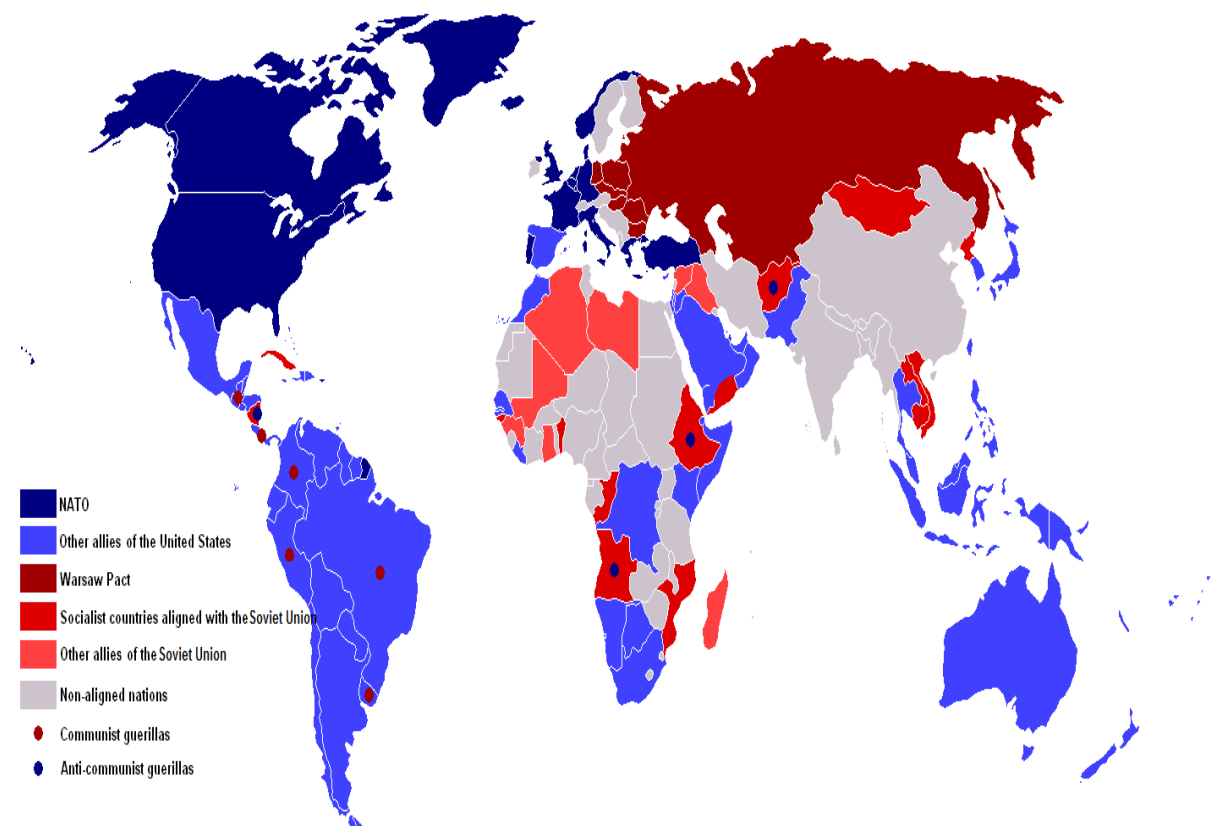 NATO
Other allies of the United States
Warsaw Pact
Socialist countries aligned with the Soviet Union
Other allies of the Soviet Union
Non-aligned nations
Communist guerillas
Anti-communist guerillas